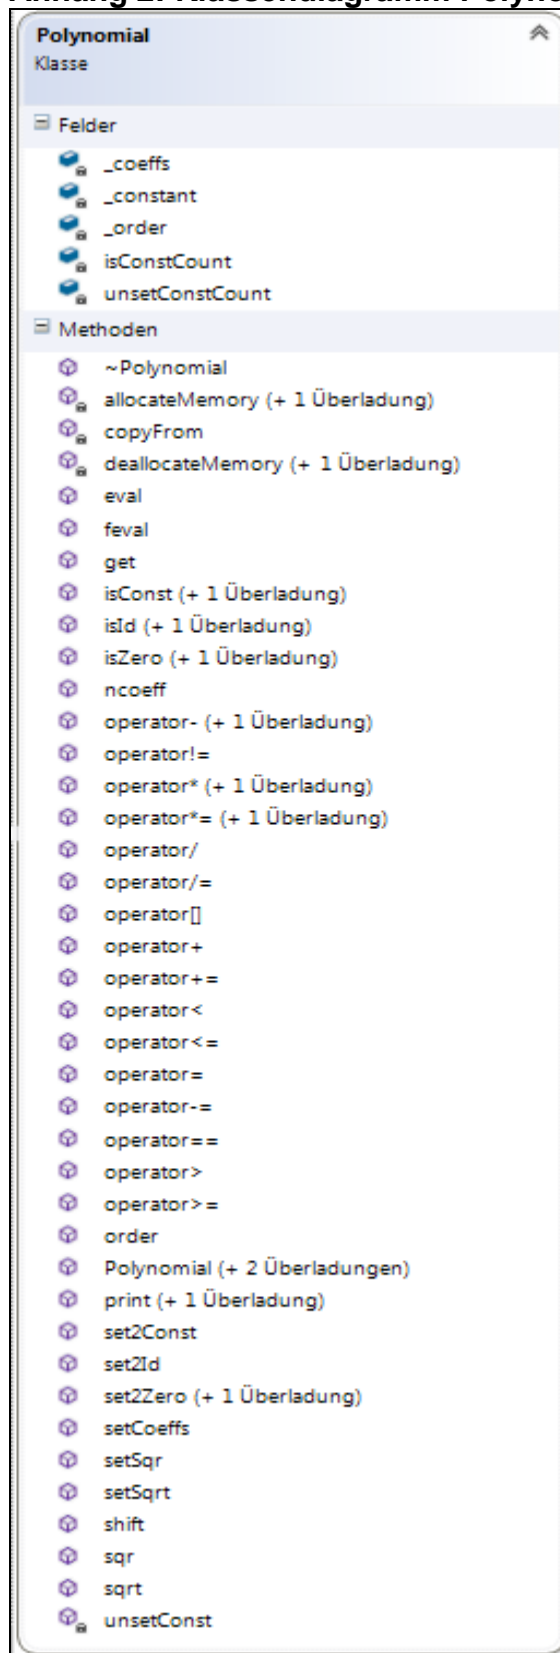 Polynomial
Klasse
Felder
_coeffs
_constant
_order
isConstCount
unsetConstCount
Methoden
~Polynomial
allocateMemory (+ 1 Überladung)
copyFrom
deallocateMemory (+ 1 Überladung)
eval
feval
get
isConst (+ 1 Überladung)
isId (+ 1 Überladung)
isZero (+ 1 Überladung)
ncoeff
operator- (+ 1 Überladung)
operator!=
operator* (+ 1 Überladung)
operator*= (+ 1 Überladung)
operator/
operator/=
operator[]
operator+
operator+=
operator<
operator<=
operator=
operator-=
operator==
operator>
operator>=
order
Polynomial (+ 2 Überladungen)
print (+ 1 Überladung)
set2Const
set2Id
set2Zero (+ 1 Überladung)
setCoeffs
setSqr
setSqrt
shift
sqr
sqrt
unsetConst